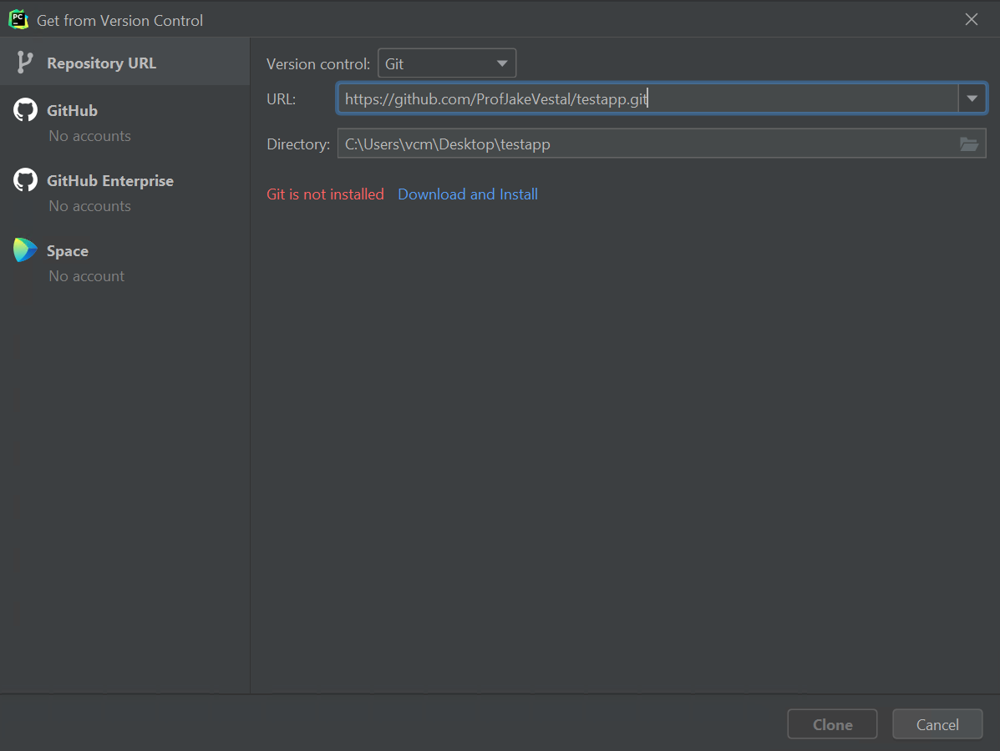 PC
Get from Version Control
Repository URL
GitHub
No accounts
GitHub Enterprise
No accounts
Space
No account
Version control: Git
URL: https://github.com/ProfJakeVestal/testapp.git
Directory: C:\Users\vcm\Desktop\testapp
Git is not installed Download and Install
Clone Cancel